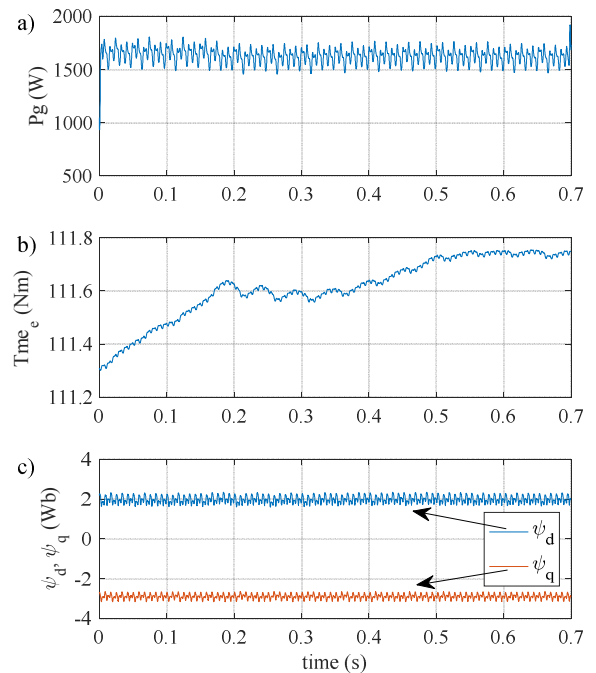 a)
2000
1500
1000
500
Pg (W)
0 0.1 0.2 0.3 0.4 0.5 0.6 0.7
b)
111.8
111.6
111.4
111.2
Tme_e (Nm)
0 0.1 0.2 0.3 0.4 0.5 0.6 0.7
c)
4
2
0
-2
-4
ψ_d, ψ_q (Wb)
ψ_d
ψ_q
0 0.1 0.2 0.3 0.4 0.5 0.6 0.7
time (s)